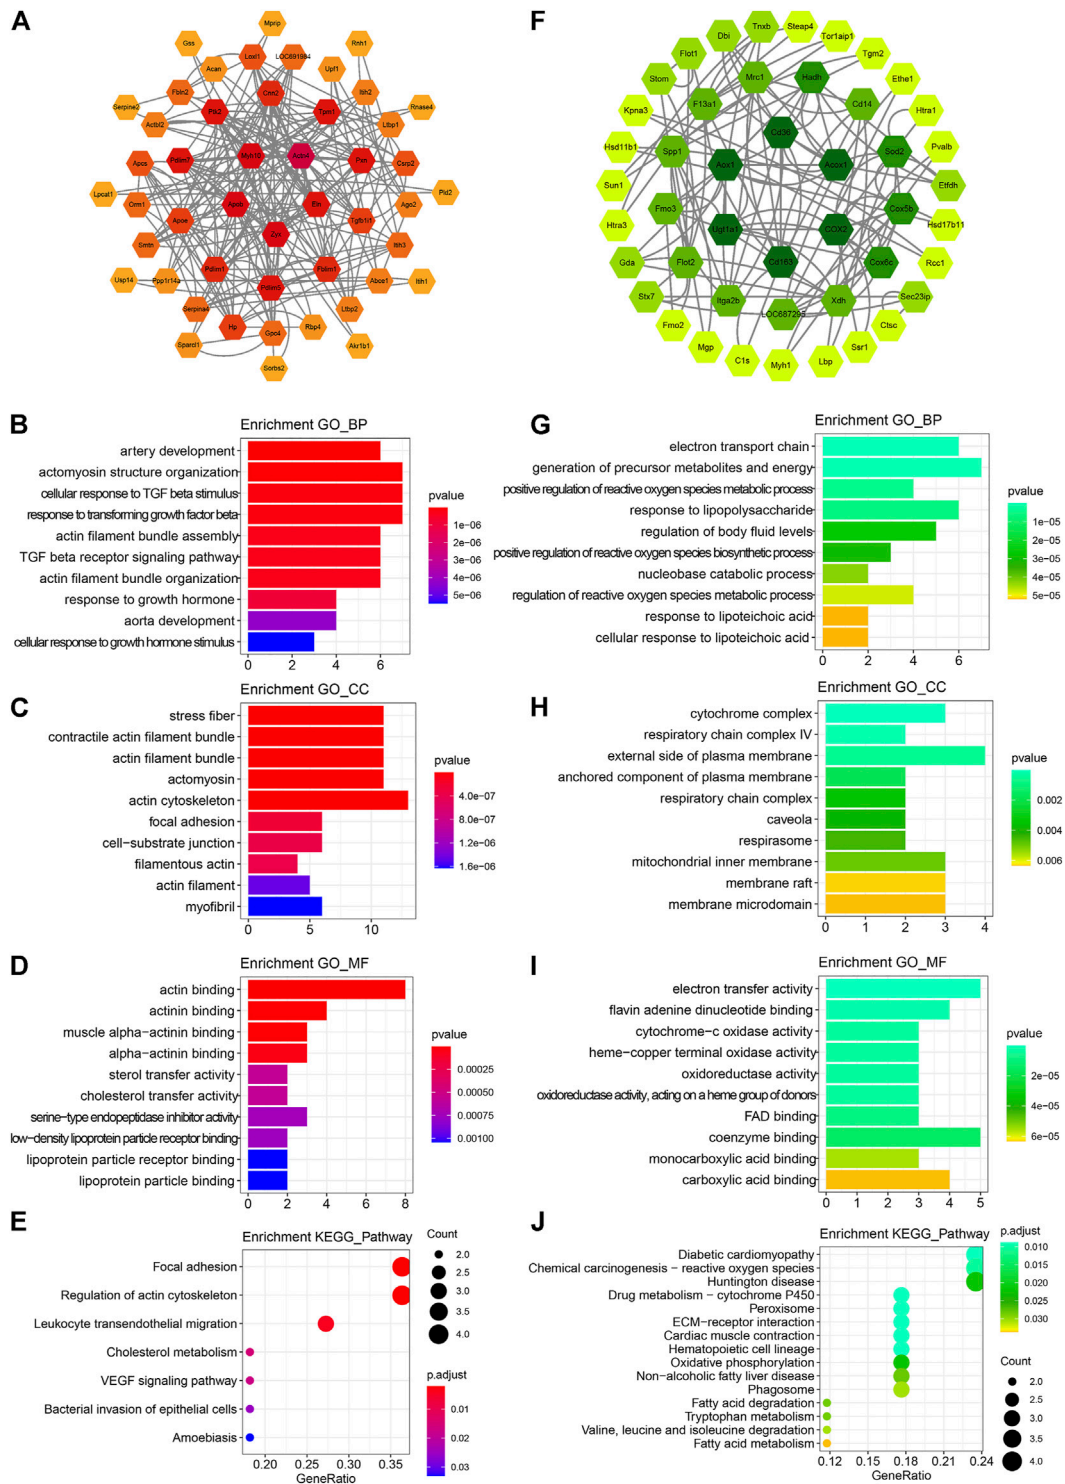 A
Mprip
Gss
Rnh1
Loxl1
LOC691984
Acan
Upf1
Fbln2
Cnn2
Itih2
Serpine2
Plk2
Tpm1
Rnase4
Actbl2
Ltbp1
Apcs
Pdlim7
Myh10
Actn4
Fsn
Csrp2
Lpcat1
Pld2
Orm1
Apob
Eln
Ago2
Apoe
Tgfb1i1
Smtn
Zyx
Itih3
Pdlim1
Fblim1
Usp14
Ppp1r14a
Pdlim5
Abce1
Itih1
Serpina4
Ltbp2
Hp
Gpc4
Rbp4
Sparcl1
Akr1b1
Sorbs2
F
Tnxb
Steap4
Dbi
Tor1aip1
Flot1
Tgm2
Stom
Mrc1
Hadh
Ethe1
Kpna3
F13a1
Cd14
Htra1
Cd36
Hsd11b1
Spp1
Sod2
Pvalb
Aox1
Acox1
Sun1
Etfdh
Fmo3
Cox5b
Htra3
Ugt1a1
COX2
Hsd17b11
Gda
Flot2
Cd163
Cox6c
Rcc1
Stx7
Itga2b
LOC687295
Xdh
Sec23ip
Fmo2
Ctsc
Mgp
Ssr1
C1s
Myh1
Lbp
B
Enrichment GO_BP
artery development
actomyosin structure organization
cellular response to TGF beta stimulus
response to transforming growth factor beta
actin filament bundle assembly
TGF beta receptor signaling pathway
actin filament bundle organization
response to growth hormone
aorta development
cellular response to growth hormone stimulus
0 2 4 6
pvalue
1e−06
2e−06
3e−06
4e−06
5e−06
G
Enrichment GO_BP
electron transport chain
generation of precursor metabolites and energy
positive regulation of reactive oxygen species metabolic process
response to lipopolysaccharide
regulation of body fluid levels
positive regulation of reactive oxygen species biosynthetic process
nucleobase catabolic process
regulation of reactive oxygen species metabolic process
response to lipoteichoic acid
cellular response to lipoteichoic acid
0 2 4 6
pvalue
1e−05
2e−05
3e−05
4e−05
5e−05
C
Enrichment GO_CC
stress fiber
contractile actin filament bundle
actin filament bundle
actomyosin
actin cytoskeleton
focal adhesion
cell−substrate junction
filamentous actin
actin filament
myofibril
0 5 10
pvalue
4.0e−07
8.0e−07
1.2e−06
1.6e−06
H
Enrichment GO_CC
cytochrome complex
respiratory chain complex IV
external side of plasma membrane
anchored component of plasma membrane
respiratory chain complex
caveola
respirasome
mitochondrial inner membrane
membrane raft
membrane microdomain
0 1 2 3 4
pvalue
0.002
0.004
0.006
D
Enrichment GO_MF
actin binding
actinin binding
muscle alpha−actinin binding
alpha−actinin binding
sterol transfer activity
cholesterol transfer activity
serine−type endopeptidase inhibitor activity
low−density lipoprotein particle receptor binding
lipoprotein particle receptor binding
lipoprotein particle binding
0 2 4 6 8
pvalue
0.00025
0.00050
0.00075
0.00100
I
Enrichment GO_MF
electron transfer activity
flavin adenine dinucleotide binding
cytochrome−c oxidase activity
heme−copper terminal oxidase activity
oxidoreductase activity
oxidoreductase activity, acting on a heme group of donors
FAD binding
coenzyme binding
monocarboxylic acid binding
carboxylic acid binding
0 1 2 3 4 5
pvalue
2e−05
4e−05
6e−05
E
Enrichment KEGG_Pathway
Focal adhesion
Regulation of actin cytoskeleton
Leukocyte transendothelial migration
Cholesterol metabolism
VEGF signaling pathway
Bacterial invasion of epithelial cells
Amoebiasis
0.20 0.25 0.30 0.35
GeneRatio
Count
2.0
2.5
3.0
3.5
4.0
p.adjust
0.01
0.02
0.03
J
Enrichment KEGG_Pathway
Diabetic cardiomyopathy
Chemical carcinogenesis − reactive oxygen species
Huntington disease
Drug metabolism − cytochrome P450
Peroxisome
ECM−receptor interaction
Cardiac muscle contraction
Hematopoietic cell lineage
Oxidative phosphorylation
Non−alcoholic fatty liver disease
Phagosome
Fatty acid degradation
Tryptophan metabolism
Valine, leucine and isoleucine degradation
Fatty acid metabolism
0.12 0.15 0.18 0.21 0.24
GeneRatio
p.adjust
0.010
0.015
0.020
0.025
0.030
Count
2.0
2.5
3.0
3.5
4.0